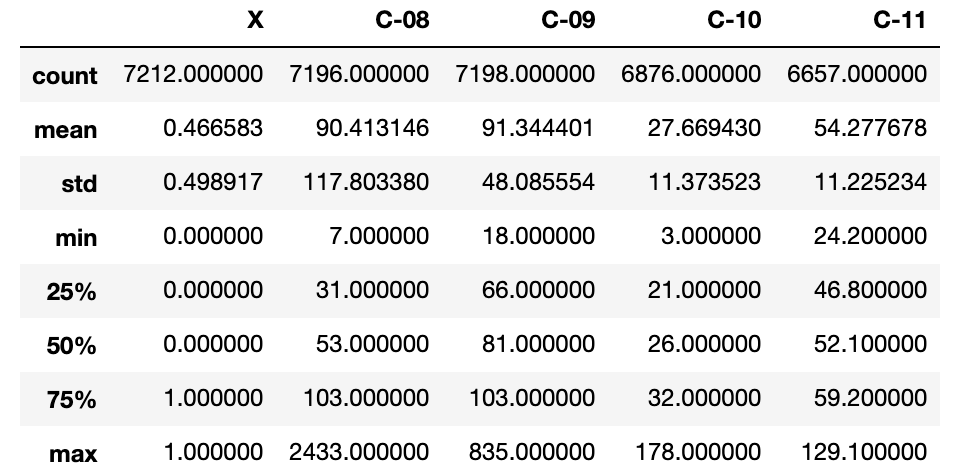 X C-08 C-09 C-10 C-11
count 7212.000000 7196.000000 7198.000000 6876.000000 6657.000000
mean 0.466583 90.413146 91.344401 27.669430 54.277678
std 0.498917 117.803380 48.085554 11.373523 11.225234
min 0.000000 7.000000 18.000000 3.000000 24.200000
25% 0.000000 31.000000 66.000000 21.000000 46.800000
50% 0.000000 53.000000 81.000000 26.000000 52.100000
75% 1.000000 103.000000 103.000000 32.000000 59.200000
max 1.000000 2433.000000 835.000000 178.000000 129.100000